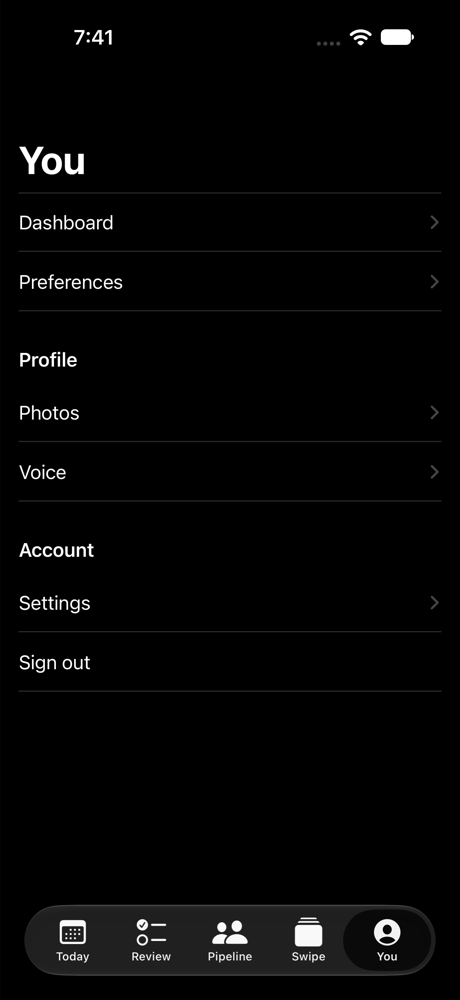 7:41
You
Dashboard
Preferences
Profile
Photos
Voice
Account
Settings
Sign out
Today
Review
Pipeline
Swipe
You